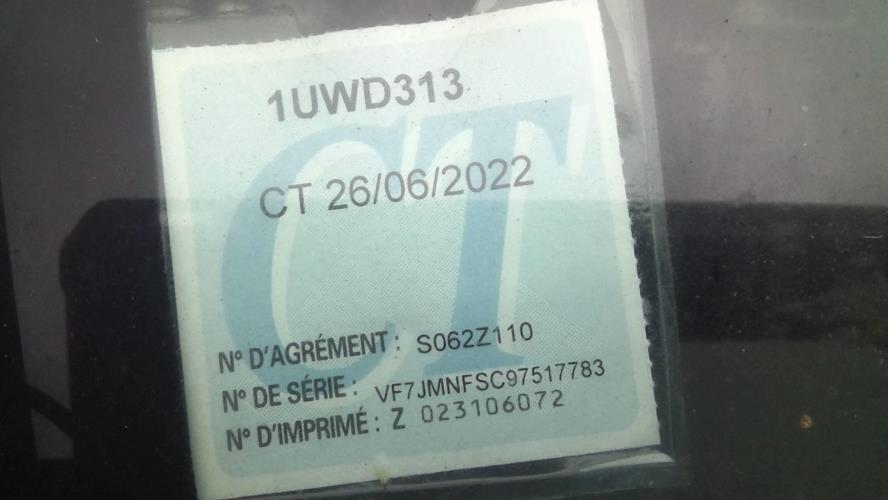 1UWD313
CT
CT 26/06/2022
N° D'AGRÉMENT : S062Z110
N° DE SÉRIE : VF7JMNFSC97517783
N° D'IMPRIMÉ : Z 023106072